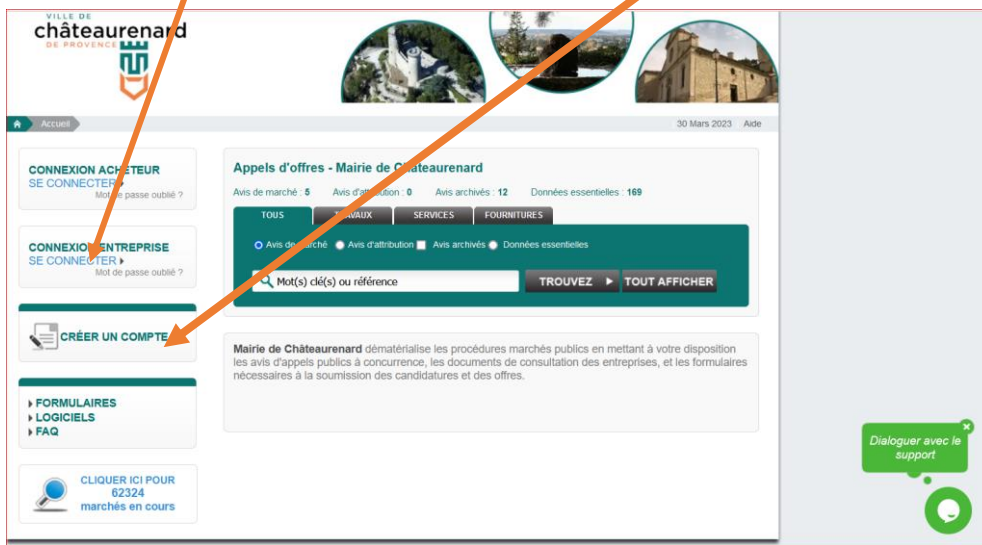 VILLE DE
châteaurenard
DE PROVENCE
Accueil
30 Mars 2023 Aide
CONNEXION ACHETEUR
SE CONNECTER
Mot de passe oublié ?
CONNEXION ENTREPRISE
SE CONNECTER
Mot de passe oublié ?
CRÉER UN COMPTE
FORMULAIRES
LOGICIELS
FAQ
CLIQUER ICI POUR
62324
marchés en cours
Appels d'offres - Mairie de Châteaurenard
Avis de marché : 5 Avis d'attribution : 0 Avis archivés : 12 Données essentielles : 169
TOUS TRAVAUX SERVICES FOURNITURES
Avis de marché Avis d'attribution Avis archivés Données essentielles
Mot(s) clé(s) ou référence TROUVEZ TOUT AFFICHER
Mairie de Châteaurenard dématérialise les procédures marchés publics en mettant à votre disposition
les avis d'appels publics à concurrence, les documents de consultation des entreprises, et les formulaires
nécessaires à la soumission des candidatures et des offres.
Dialoguer avec le
support